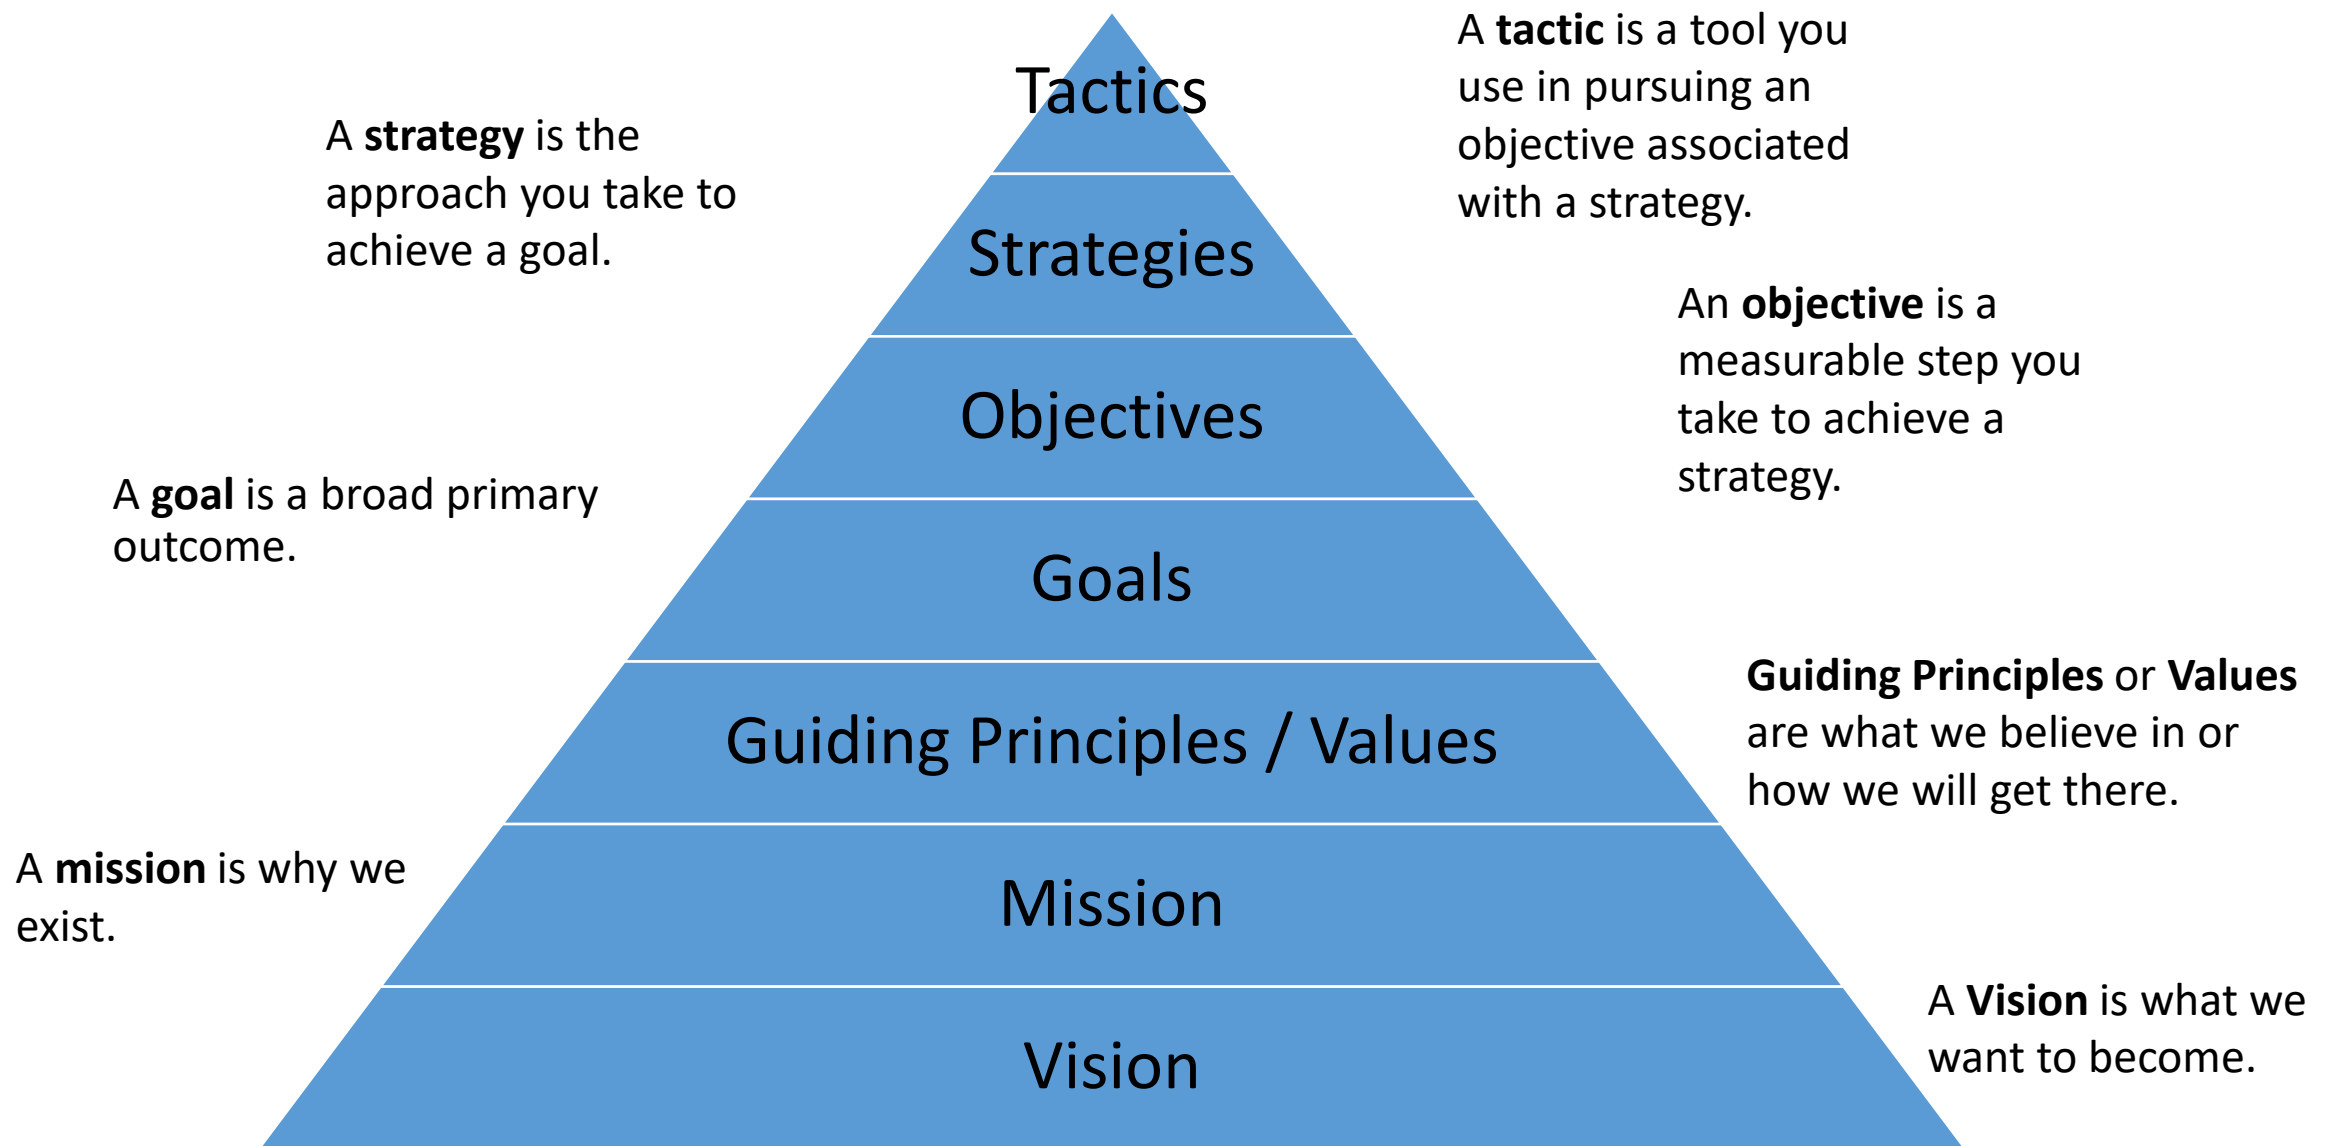 Tactics
A tactic is a tool you
use in pursuing an
objective associated
with a strategy.
A strategy is the
approach you take to
achieve a goal.
Strategies
An objective is a
measurable step you
take to achieve a
strategy.
Objectives
A goal is a broad primary
outcome.
Goals
Guiding Principles or Values
are what we believe in or
how we will get there.
Guiding Principles / Values
A mission is why we
exist.
Mission
A Vision is what we
want to become.
Vision